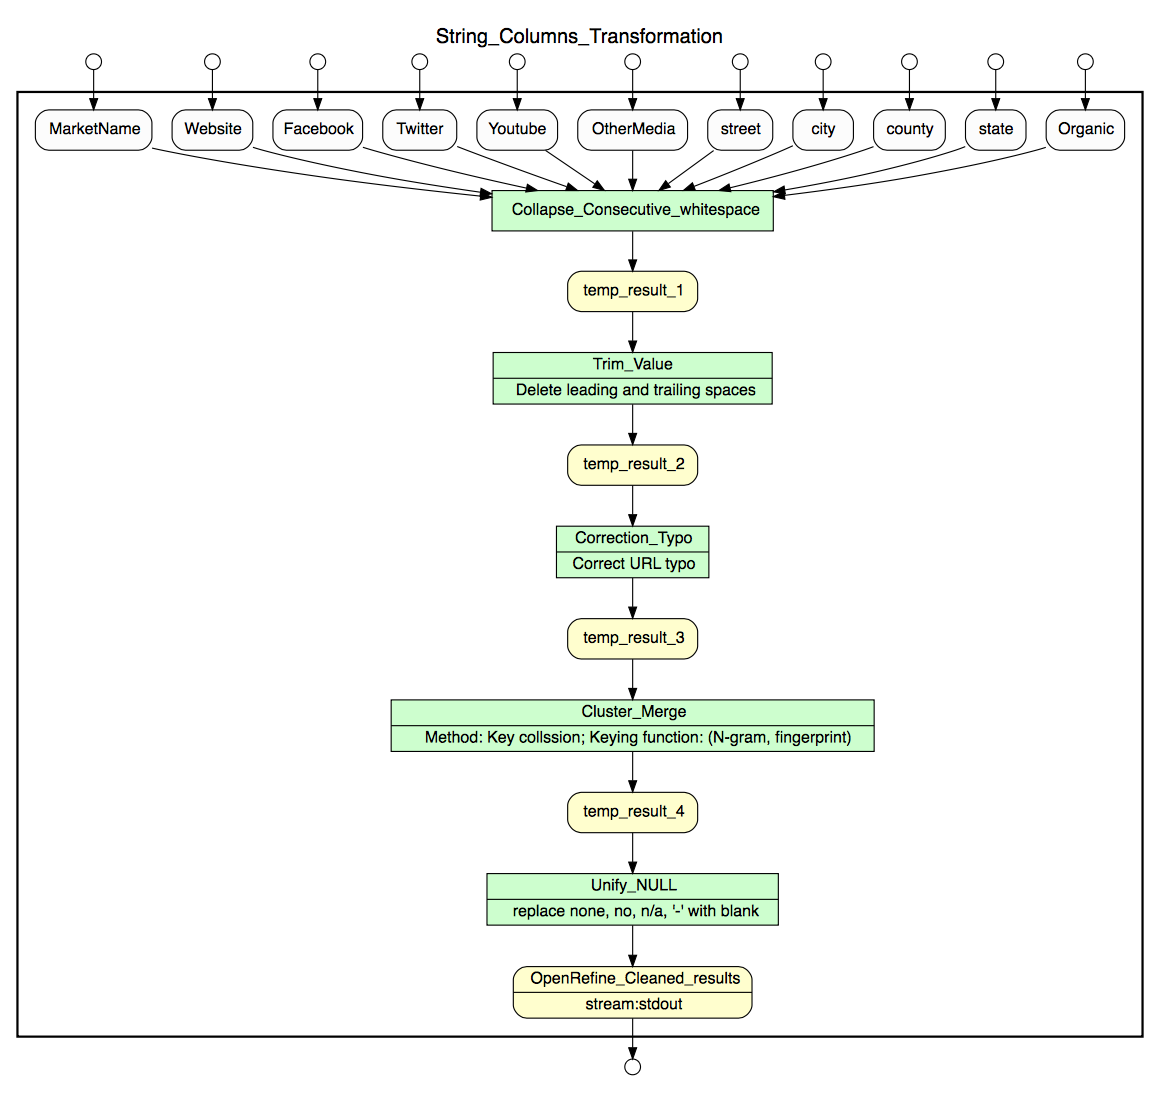 String_Columns_Transformation
MarketName
Website
Facebook
Twitter
Youtube
OtherMedia
street
city
county
state
Organic
Collapse_Consecutive_whitespace
temp_result_1
Trim_Value
Delete leading and trailing spaces
temp_result_2
Correction_Typo
Correct URL typo
temp_result_3
Cluster_Merge
Method: Key collssion; Keying function: (N-gram, fingerprint)
temp_result_4
Unify_NULL
replace none, no, n/a, '-' with blank
OpenRefine_Cleaned_results
stream:stdout